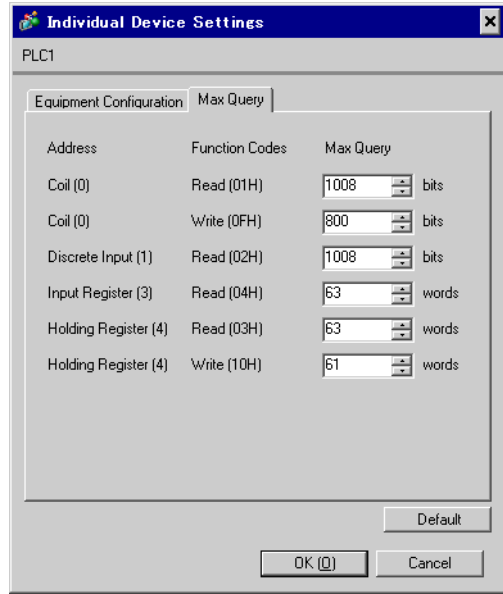 Individual Device Settings
PLC1
Equipment Configuration Max Query
Address Function Codes Max Query
Coil (0) Read (01H) 1008 bits
Coil (0) Write (0FH) 800 bits
Discrete Input (1) Read (02H) 1008 bits
Input Register (3) Read (04H) 63 words
Holding Register (4) Read (03H) 63 words
Holding Register (4) Write (10H) 61 words
Default
OK (O) Cancel